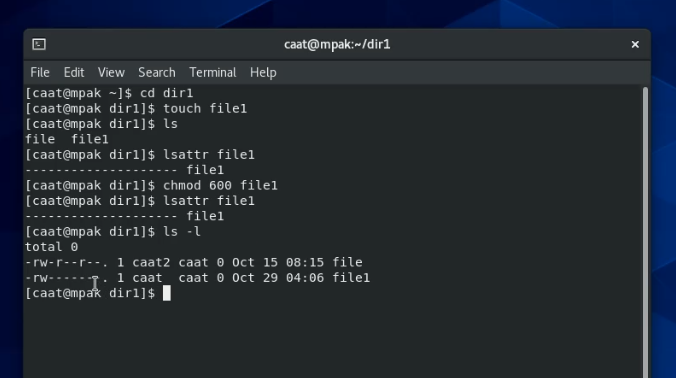 caat@mpak:~/dir1
×
File Edit View Search Terminal Help
[caat@mpak ~]$ cd dir1
[caat@mpak dir1]$ touch file1
[caat@mpak dir1]$ ls
file  file1
[caat@mpak dir1]$ lsattr file1
-------------------- file1
[caat@mpak dir1]$ chmod 600 file1
[caat@mpak dir1]$ lsattr file1
-------------------- file1
[caat@mpak dir1]$ ls -l
total 0
-rw-r--r--. 1 caat2 caat 0 Oct 15 08:15 file
-rw-------. 1 caat  caat 0 Oct 29 04:06 file1
[caat@mpak dir1]$